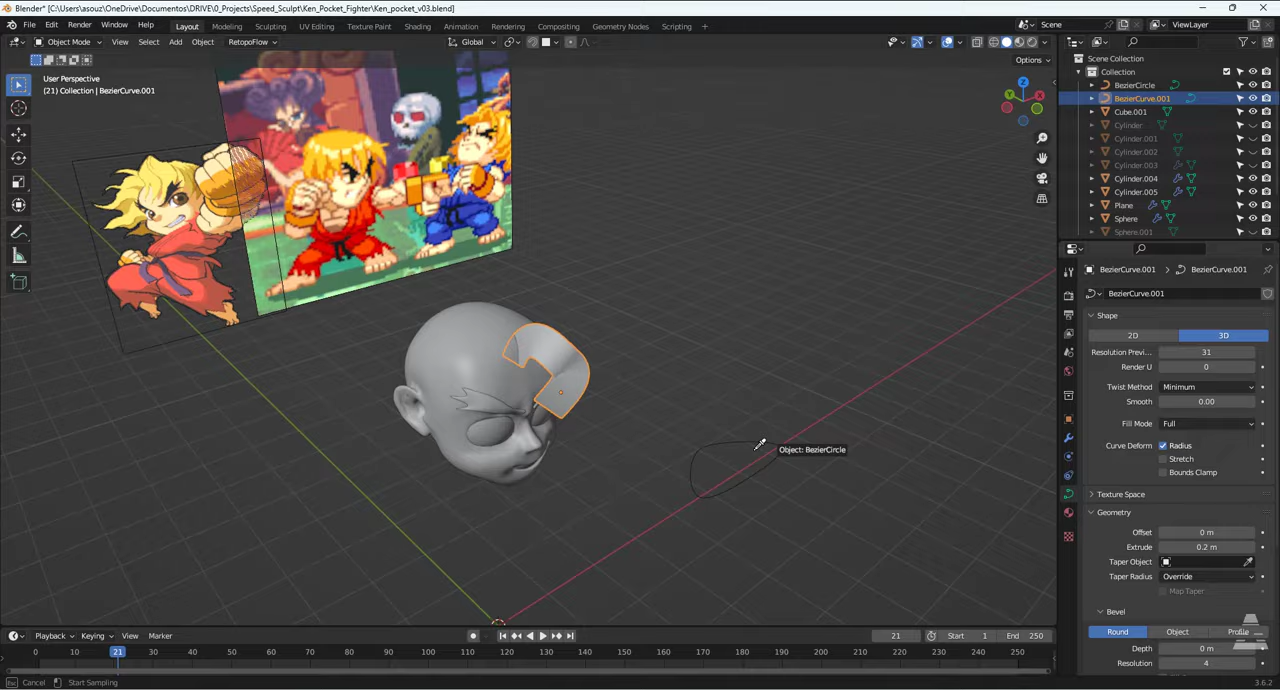 Blender* [C:\Users\asouz\OneDrive\Documentos\DRIVE\0_Projects\Speed_Sculpt\Ken_Pocket_Fighter\Ken_pocket_v03.blend]
File Edit Render Window Help Layout Modeling Sculpting UV Editing Texture Paint Shading Animation Rendering Compositing Geometry Nodes Scripting + Scene ViewLayer
Object Mode View Select Add Object RetopoFlow Global
Options
User Perspective
(21) Collection | BezierCurve.001
Object: BezierCircle
Scene Collection
Collection
BezierCircle
BezierCurve.001
Cube.001
Cylinder
Cylinder.001
Cylinder.002
Cylinder.003
Cylinder.004
Cylinder.005
Plane
Sphere
Sphere.001
BezierCurve.001 > BezierCurve.001
BezierCurve.001
Shape
2D 3D
Resolution Previ... 31
Render U 0
Twist Method Minimum
Smooth 0.00
Fill Mode Full
Curve Deform Radius
Stretch
Bounds Clamp
Texture Space
Geometry
Offset 0 m
Extrude 0.2 m
Taper Object
Taper Radius Override
Map Taper
Bevel
Round Object Profile
Depth 0 m
Resolution 4
Playback Keying View Marker 21 Start 1 End 250
0 10 21 30 40 50 60 70 80 90 100 110 120 130 140 150 160 170 180 190 200 210 220 230 240 250
Cancel Start Sampling 3.6.2